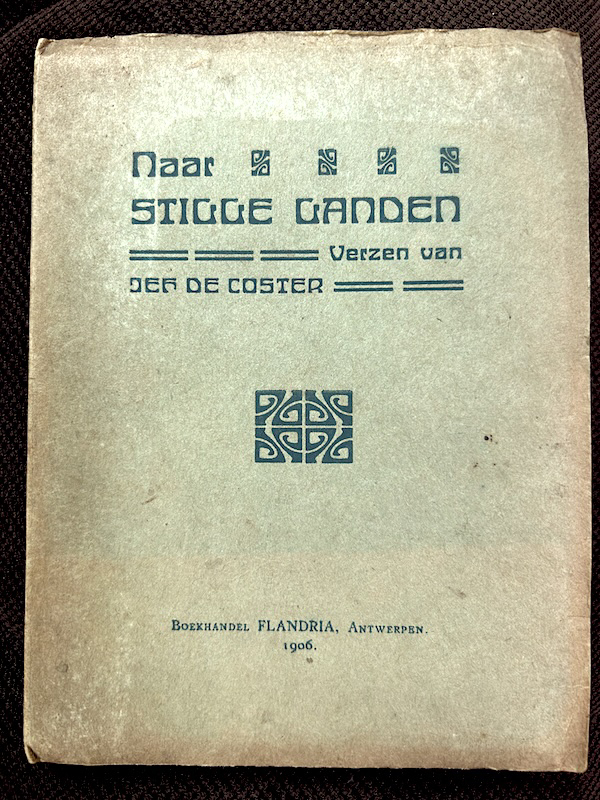 Naar
STILLE LANDEN
Verzen van
JEF DE COSTER
BOEKHANDEL FLANDRIA, ANTWERPEN.
1906.